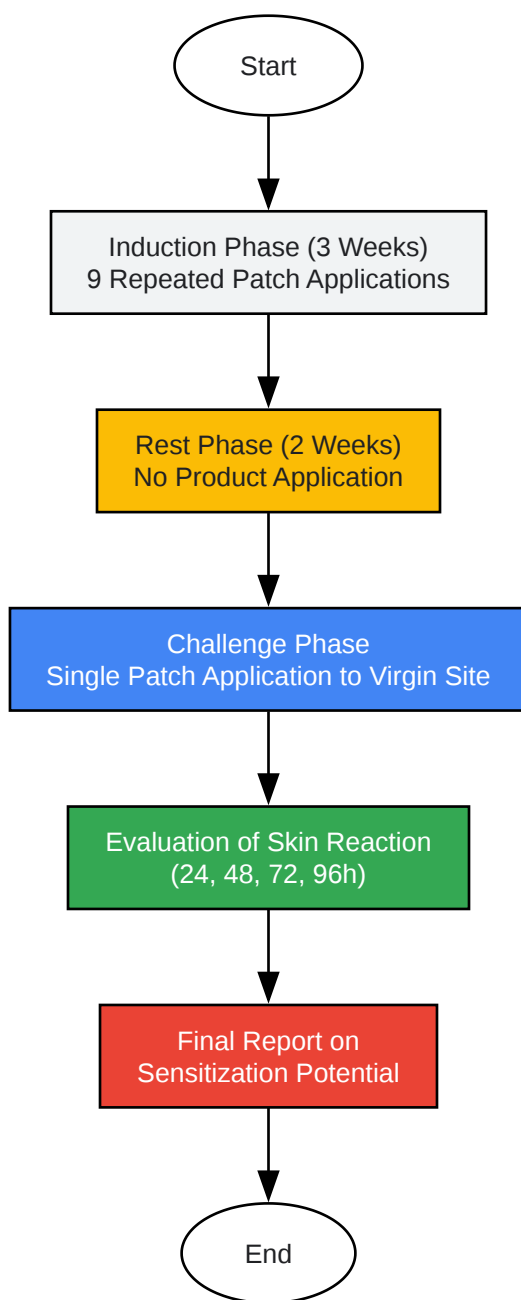 Start
Induction Phase (3 Weeks)
9 Repeated Patch Applications
Rest Phase (2 Weeks)
No Product Application
Challenge Phase
Single Patch Application to Virgin Site
Evaluation of Skin Reaction
(24, 48, 72, 96h)
Final Report on
Sensitization Potential
End